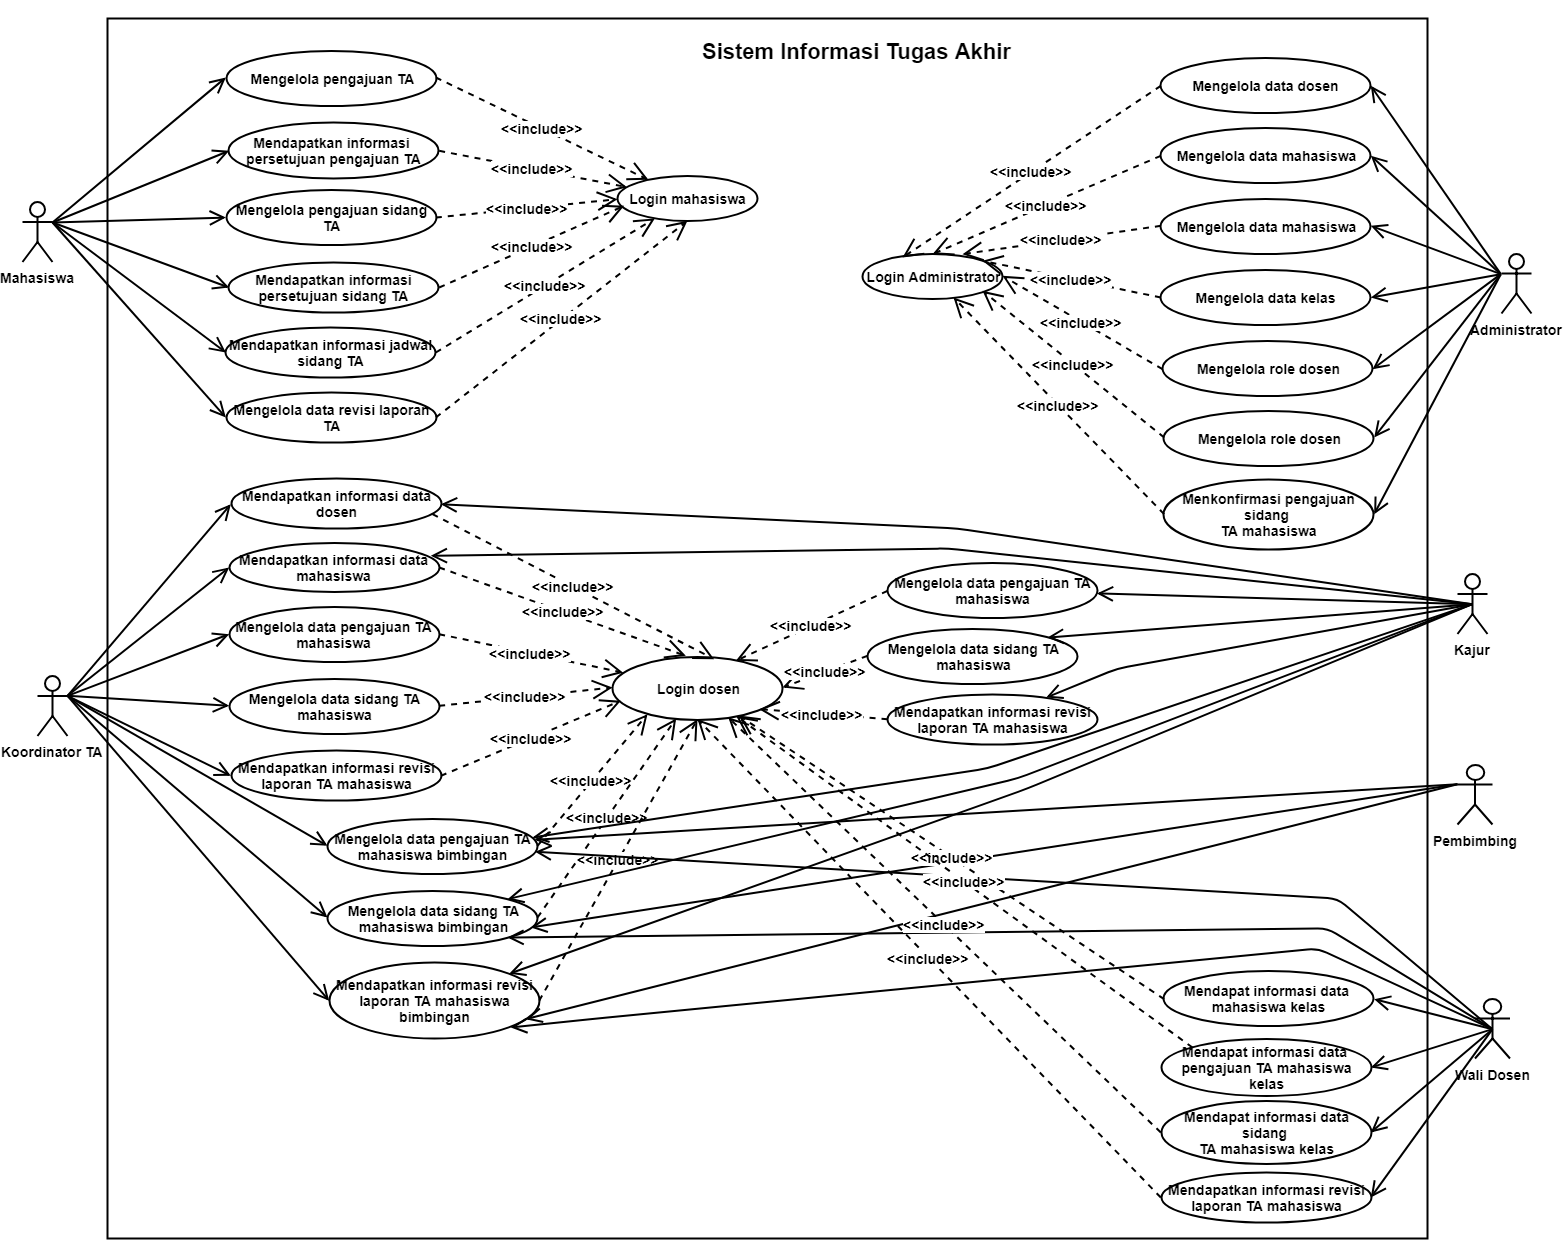 Sistem Informasi Tugas Akhir
Mengelola pengajuan TA
<<include>>
Mendapatkan informasi
persetujuan pengajuan TA
<<include>>
Mengelola pengajuan sidang
TA
<<include>>
Login mahasiswa
Mahasiswa
Mendapatkan informasi
persetujuan sidang TA
<<include>>
Mendapatkan informasi jadwal
sidang TA
<<include>>
Mengelola data revisi laporan
TA
<<include>>
Mengelola data dosen
<<include>>
Mengelola data mahasiswa
<<include>>
Mengelola data mahasiswa
<<include>>
Login Administrator
Mengelola data kelas
<<include>>
Administrator
Mengelola role dosen
<<include>>
Mengelola role dosen
<<include>>
Menkonfirmasi pengajuan
sidang
TA mahasiswa
<<include>>
Mendapatkan informasi data
dosen
<<include>>
Mendapatkan informasi data
mahasiswa
<<include>>
Mengelola data pengajuan TA
mahasiswa
<<include>>
Mengelola data sidang TA
mahasiswa
<<include>>
Koordinator TA
Mendapatkan informasi revisi
laporan TA mahasiswa
<<include>>
Login dosen
Mengelola data pengajuan TA
mahasiswa
<<include>>
Mengelola data sidang TA
mahasiswa
<<include>>
Mendapatkan informasi revisi
laporan TA mahasiswa
<<include>>
Kajur
Mengelola data pengajuan TA
mahasiswa bimbingan
<<include>>
Mengelola data sidang TA
mahasiswa bimbingan
<<include>>
Mendapatkan informasi revisi
laporan TA mahasiswa
bimbingan
<<include>>
Pembimbing
<<include>>
<<include>>
<<include>>
<<include>>
Mendapat informasi data
mahasiswa kelas
Mendapat informasi data
pengajuan TA mahasiswa
kelas
Wali Dosen
Mendapat informasi data
sidang
TA mahasiswa kelas
Mendapatkan informasi revisi
laporan TA mahasiswa